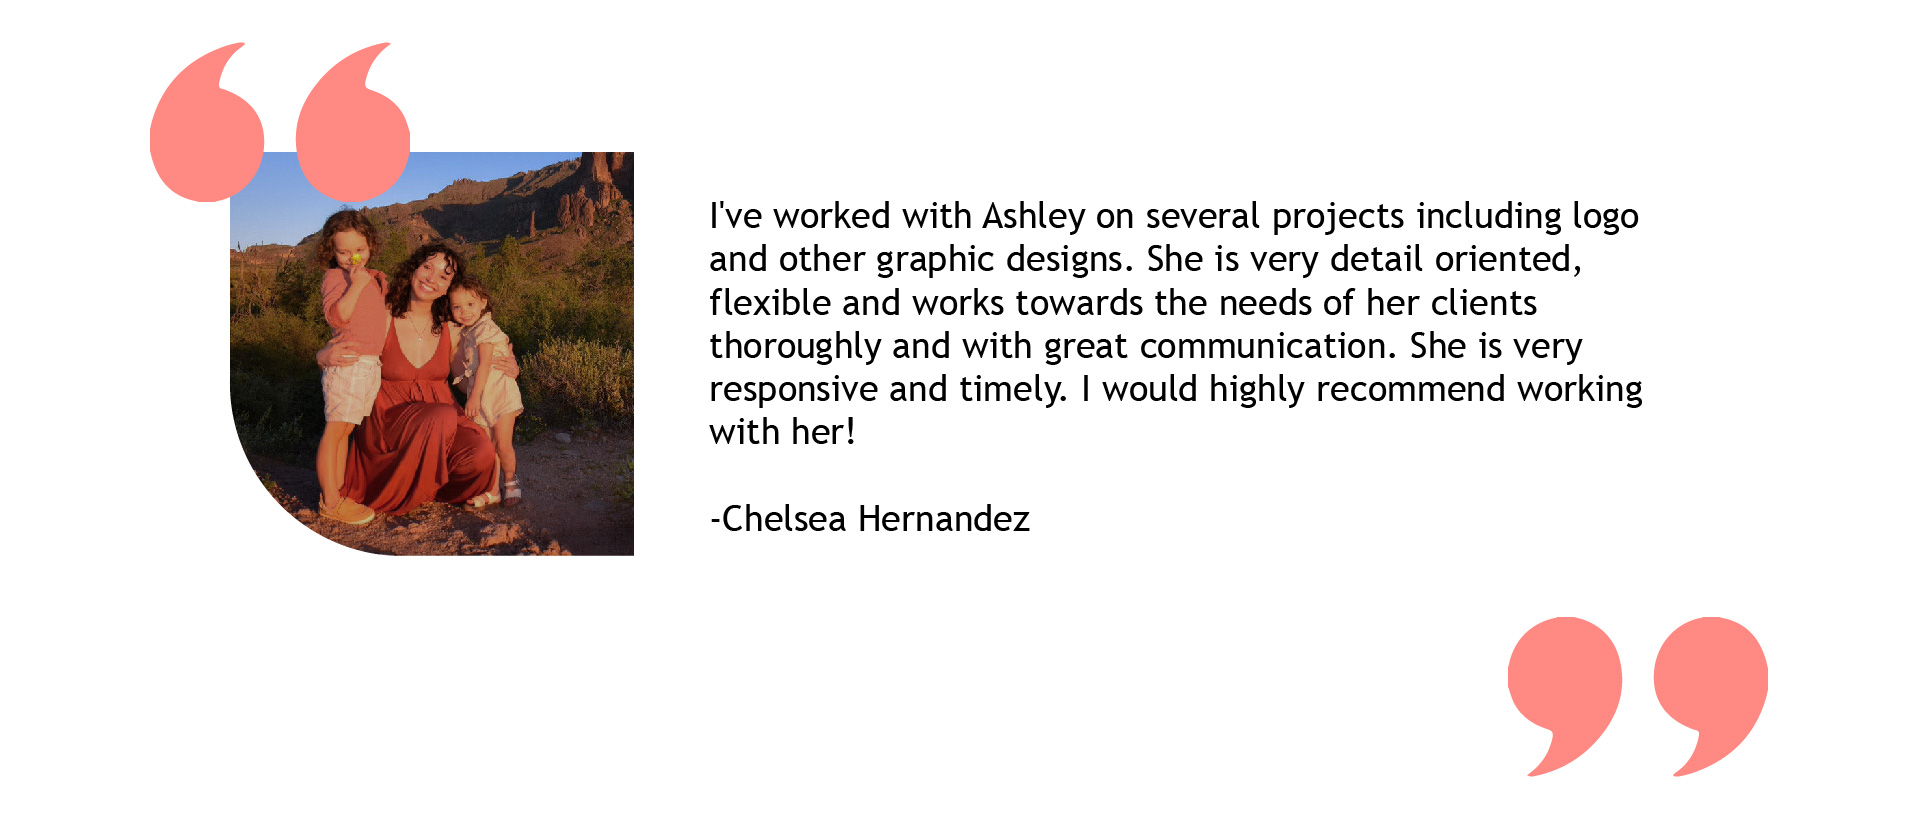 I've worked with Ashley on several projects including logo
and other graphic designs. She is very detail oriented,
flexible and works towards the needs of her clients
thoroughly and with great communication. She is very
responsive and timely. I would highly recommend working
with her!
-Chelsea Hernandez